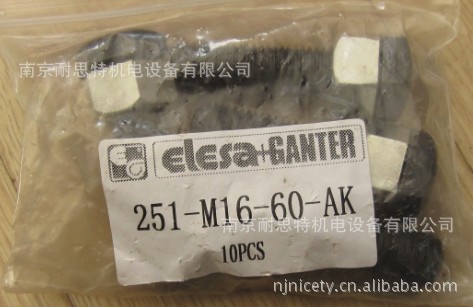 南京耐思特机电设备有限公司
elesa+GANTER
251-M16-60-AK
南京耐思特机电设备有限公司
10PCS
njnicety.cn.alibaba.com